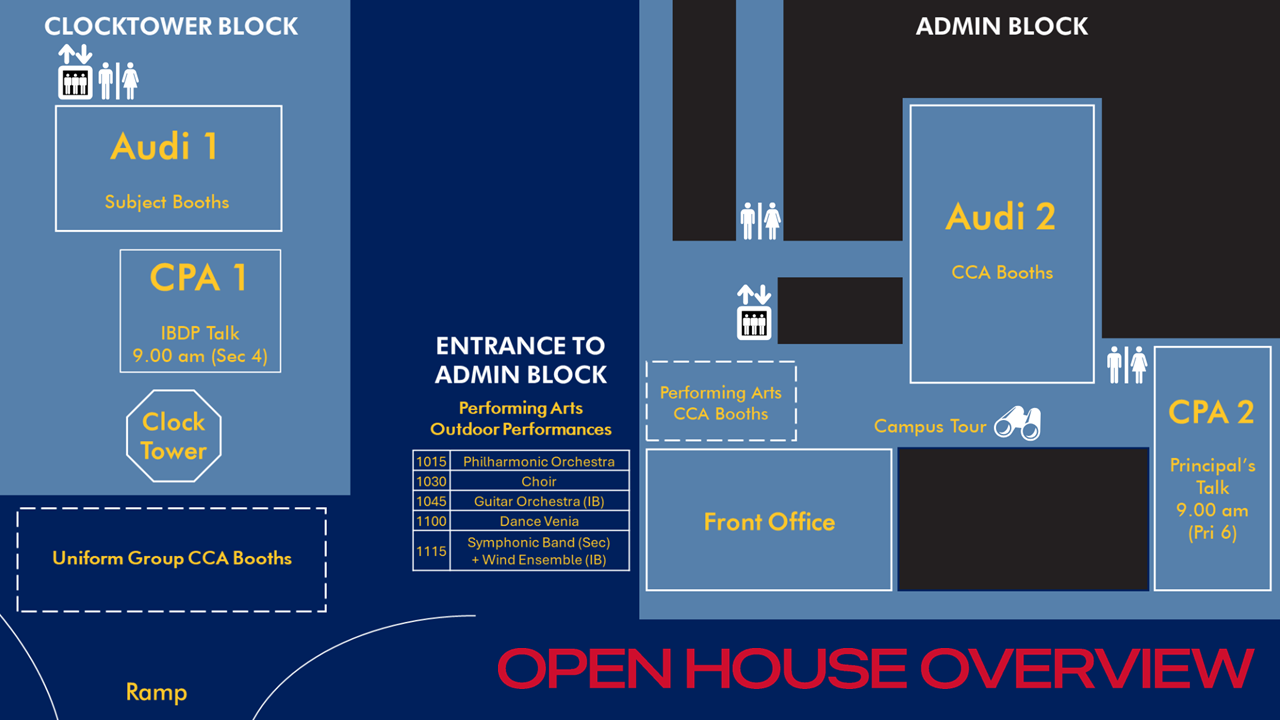 CLOCKTOWER BLOCK
Audi 1
Subject Booths
CPA 1
IBDP Talk
9.00 am (Sec 4)
Clock
Tower
Uniform Group CCA Booths
Ramp
ENTRANCE TO
ADMIN BLOCK
Performing Arts
Outdoor Performances
1015 Philharmonic Orchestra
1030 Choir
1045 Guitar Orchestra (IB)
1100 Dance Venia
1115 Symphonic Band (Sec)
+ Wind Ensemble (IB)
ADMIN BLOCK
Audi 2
CCA Booths
Performing Arts
CCA Booths
Campus Tour
Front Office
CPA 2
Principal's
Talk
9.00 am
(Pri 6)
OPEN HOUSE OVERVIEW